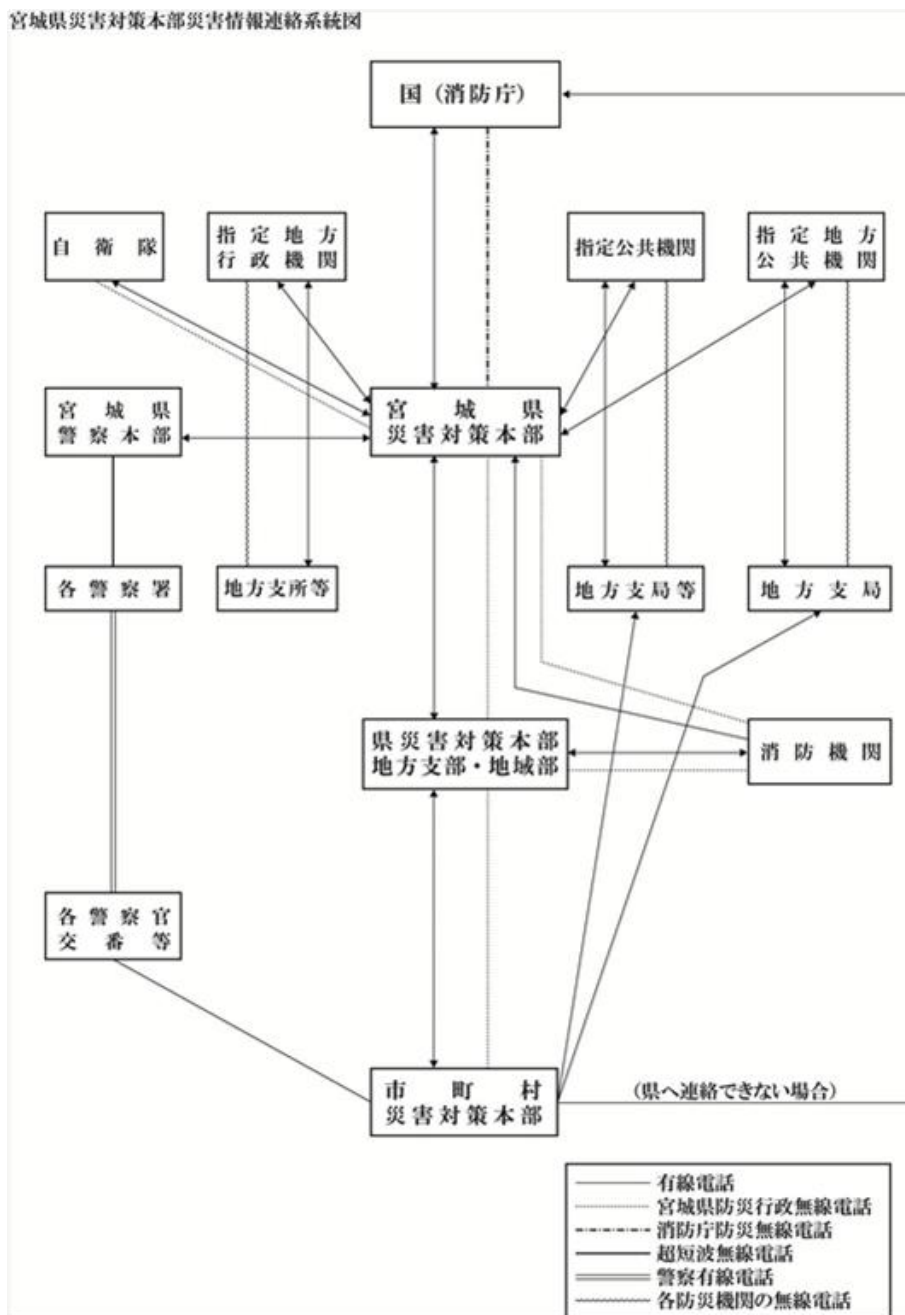 宮城県災害対策本部災害情報連絡系統図
国（消防庁）
自衛隊
指定地方
行政機関
指定公共機関
指定地方
公共機関
宮城県
警察本部
宮城県
災害対策本部
各警察署
地方支所等
地方支局等
地方支局
県災害対策本部
地方支部・地域部
消防機関
各警察官
交番等
市町村
災害対策本部
（県へ連絡できない場合）
有線電話
宮城県防災行政無線電話
消防庁防災無線電話
超短波無線電話
警察有線電話
各防災機関の無線電話